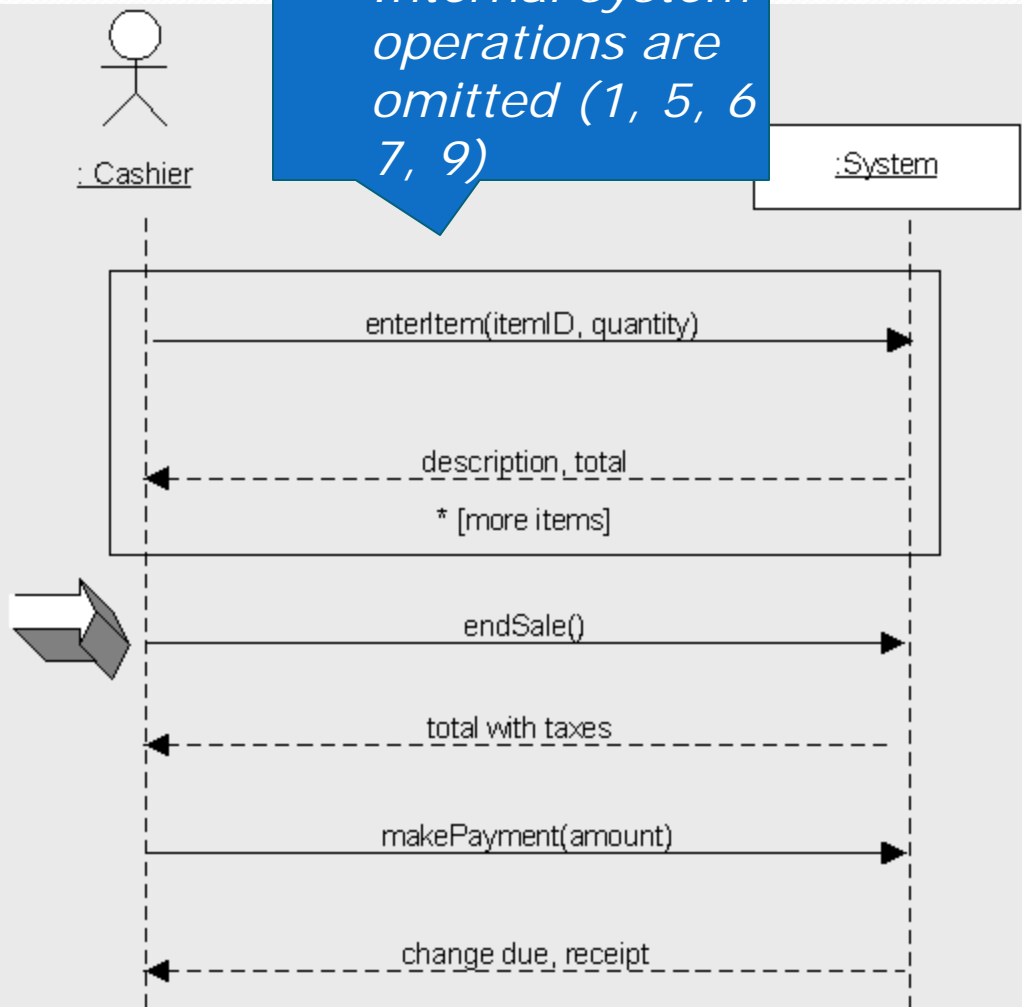 operations are
omitted (1, 5, 6
7, 9)
: Cashier
:System
enterItem(itemID, quantity)
description, total
* [more items]
endSale()
total with taxes
makePayment(amount)
change due, receipt